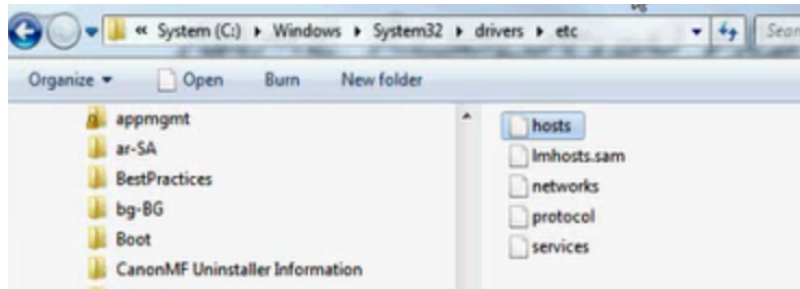 « System (C:) ▸ Windows ▸ System32 ▸ drivers ▸ etc
Organize Open Burn New folder
appmgmt
ar-SA
BestPractices
bg-BG
Boot
CanonMF Uninstaller Information
hosts
lmhosts.sam
networks
protocol
services